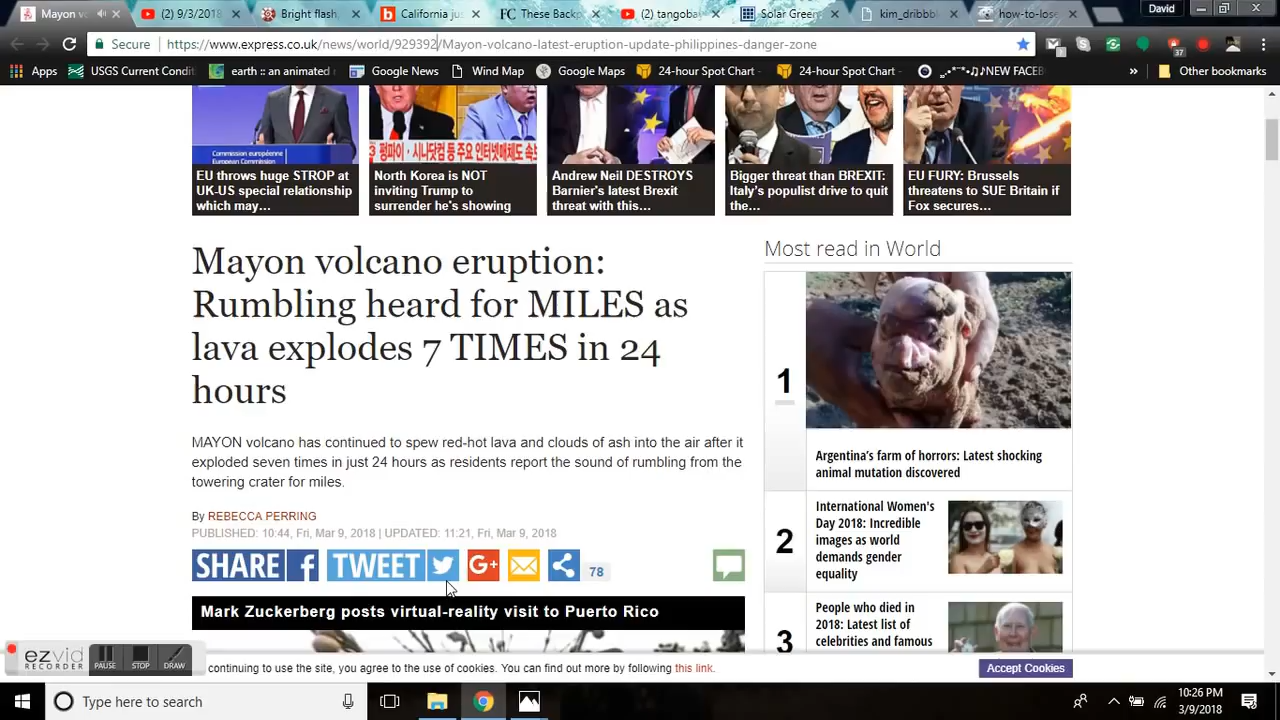 Mayon vo
(2) 9/3/2018
Bright flash,
California ju
These Back
(2) tangobay
Solar Green
kim_dribbbl
how-to-lose
David
Secure
https://www.express.co.uk/news/world/929392/Mayon-volcano-latest-eruption-update-philippines-danger-zone
1
37
Apps
USGS Current Condit
earth :: an animated
Google News
Wind Map
Google Maps
24-hour Spot Chart
24-hour Spot Chart
NEW FACEB
»
Other bookmarks
Commission européenne
European Commission
EU throws huge STROP at
UK-US special relationship
which may…
North Korea is NOT
inviting Trump to
surrender he's showing
Andrew Neil DESTROYS
Barnier's latest Brexit
threat with this…
Bigger threat than BREXIT:
Italy's populist drive to quit
the…
EU FURY: Brussels
threatens to SUE Britain if
Fox secures…
Mayon volcano eruption:
Rumbling heard for MILES as
lava explodes 7 TIMES in 24
hours
MAYON volcano has continued to spew red-hot lava and clouds of ash into the air after it
exploded seven times in just 24 hours as residents report the sound of rumbling from the
towering crater for miles.
By REBECCA PERRING
PUBLISHED: 10:44, Fri, Mar 9, 2018 | UPDATED: 11:21, Fri, Mar 9, 2018
SHARE
f
TWEET
G+
78
Mark Zuckerberg posts virtual-reality visit to Puerto Rico
Most read in World
1
Argentina's farm of horrors: Latest shocking
animal mutation discovered
2
International Women's
Day 2018: Incredible
images as world
demands gender
equality
3
People who died in
2018: Latest list of
celebrities and famous
ezvid
RECORDER
PAUSE
STOP
DRAW
continuing to use the site, you agree to the use of cookies. You can find out more by following this link.
Accept Cookies
Type here to search
10:26 PM
3/9/2018